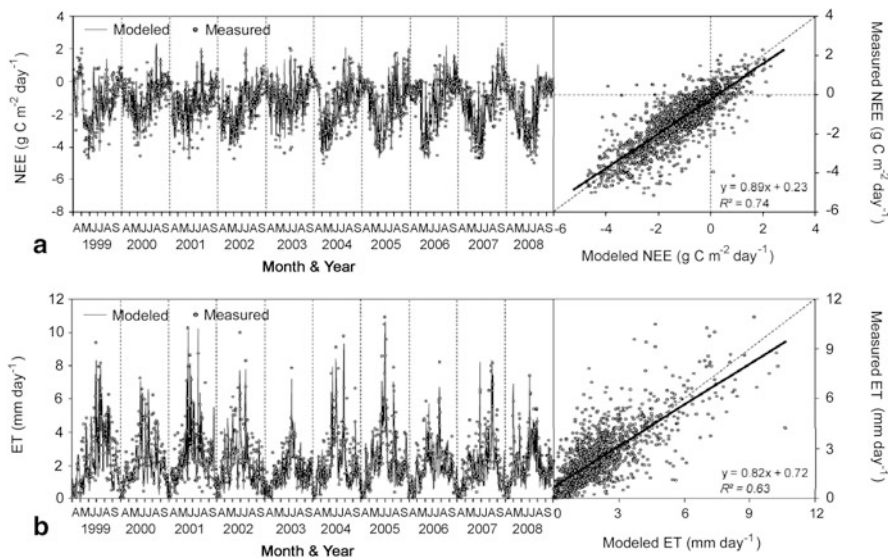 Modeled Measured
NEE (g C m-2 day-1)
4
2
0
-2
-4
-6
-8
AMJJAS AMJJAS AMJJAS AMJJAS AMJJAS AMJJAS AMJJAS AMJJAS AMJJAS AMJJAS
1999 2000 2001 2002 2003 2004 2005 2006 2007 2008
Month & Year
a
4
2
0
-2
-4
-6
Measured NEE (g C m-2 day-1)
y = 0.89x + 0.23
R² = 0.74
-6 -4 -2 0 2 4
Modeled NEE (g C m-2 day-1)
Modeled Measured
ET (mm day-1)
12
10
8
6
4
2
0
AMJJAS AMJJAS AMJJAS AMJJAS AMJJAS AMJJAS AMJJAS AMJJAS AMJJAS AMJJAS
1999 2000 2001 2002 2003 2004 2005 2006 2007 2008
Month & Year
b
12
9
6
3
0
Measured ET (mm day-1)
y = 0.82x + 0.72
R² = 0.63
0 3 6 9 12
Modeled ET (mm day-1)